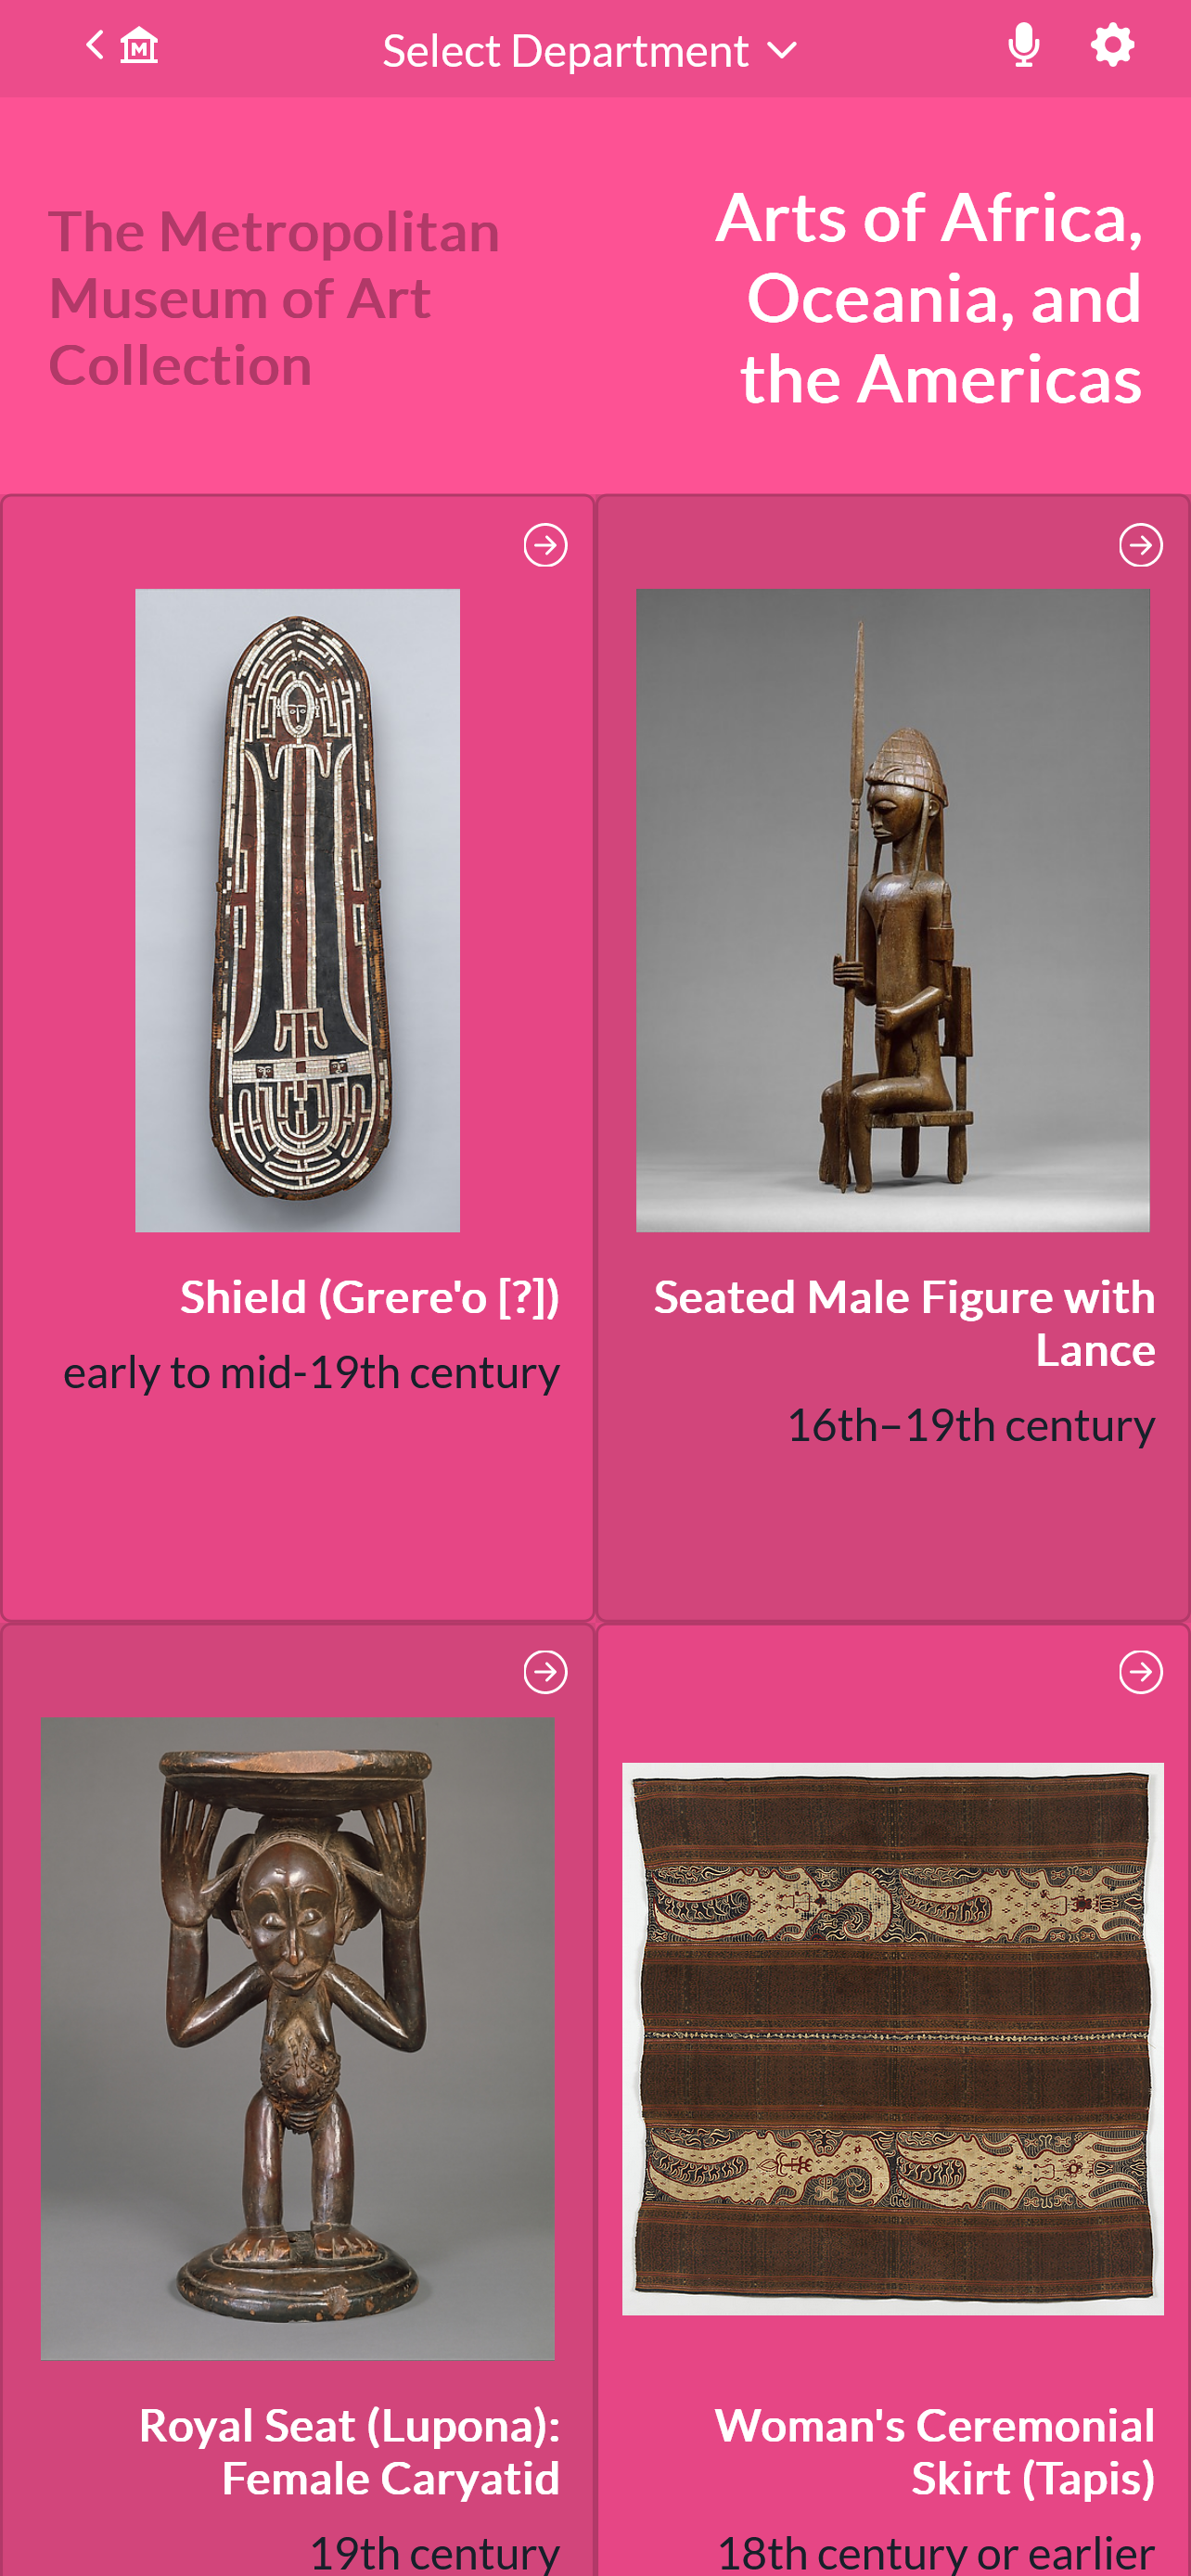 M
Select Department
The Metropolitan
Museum of Art
Collection
Arts of Africa,
Oceania, and
the Americas
Shield (Grere'o [?])
early to mid-19th century
Seated Male Figure with
Lance
16th–19th century
Royal Seat (Lupona):
Female Caryatid
19th century
Woman's Ceremonial
Skirt (Tapis)
18th century or earlier